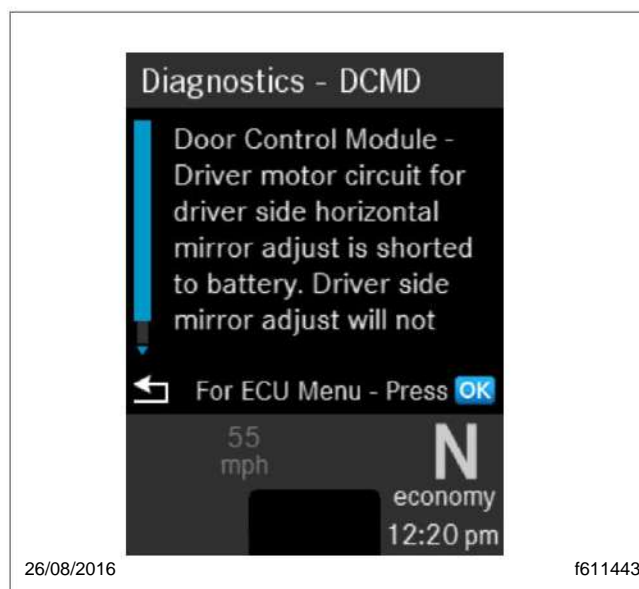 Diagnostics - DCMD
Door Control Module -
Driver motor circuit for
driver side horizontal
mirror adjust is shorted
to battery. Driver side
mirror adjust will not
For ECU Menu - Press OK
55
mph
N
economy
12:20 pm
26/08/2016
f611443